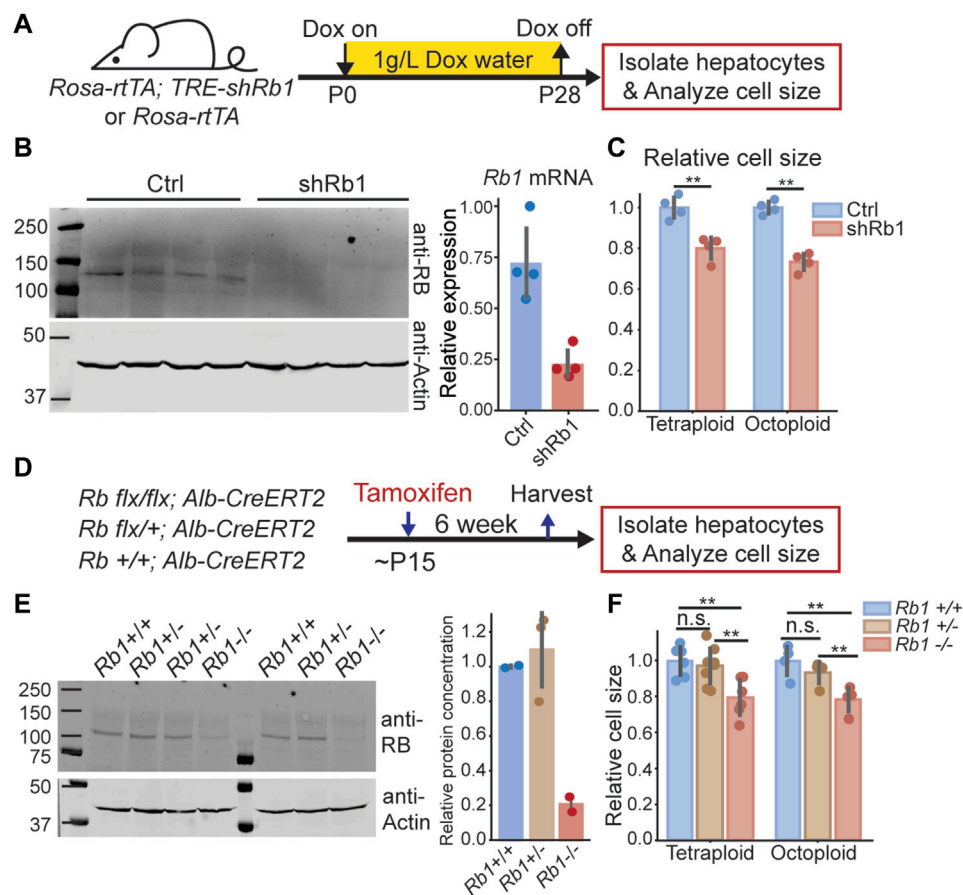 A
Rosa-rtTA; TRE-shRb1
or Rosa-rtTA
Dox on
Dox off
1g/L Dox water
P0
P28
Isolate hepatocytes
& Analyze cell size
B
Ctrl
shRb1
250
150
100
anti-RB
50
37
anti-Actin
Rb1 mRNA
Relative expression
1.00
0.75
0.50
0.25
0.00
Ctrl
shRb1
C
Relative cell size
**
**
Ctrl
shRb1
1.0
0.8
0.6
0.4
0.2
0.0
Tetraploid
Octoploid
D
Rb flx/flx; Alb-CreERT2
Rb flx/+; Alb-CreERT2
Rb +/+; Alb-CreERT2
Tamoxifen
Harvest
6 week
~P15
Isolate hepatocytes
& Analyze cell size
E
Rb1+/+
Rb1+/-
Rb1+/-
Rb1-/-
Rb1+/+
Rb1+/-
Rb1-/-
250
150
100
75
anti-
RB
50
37
anti-
Actin
Relative protein concentration
1.2
1.0
0.8
0.6
0.4
0.2
0.0
Rb1+/+
Rb1+/-
Rb1-/-
F
Rb1 +/+
Rb1 +/-
Rb1 -/-
**
n.s.
**
**
n.s.
**
Relative cell size
1.0
0.8
0.6
0.4
0.2
0.0
Tetraploid
Octoploid